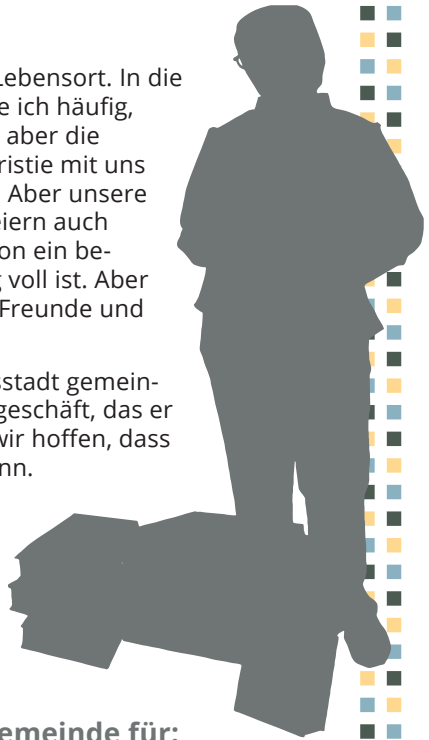 Lebensort. In die
e ich häufig,
aber die
ristie mit uns
Aber unsere
eiern auch
on ein be-
g voll ist. Aber
Freunde und
sstadt gemein-
geschäft, das er
wir hoffen, dass
nn.
emeinde für: